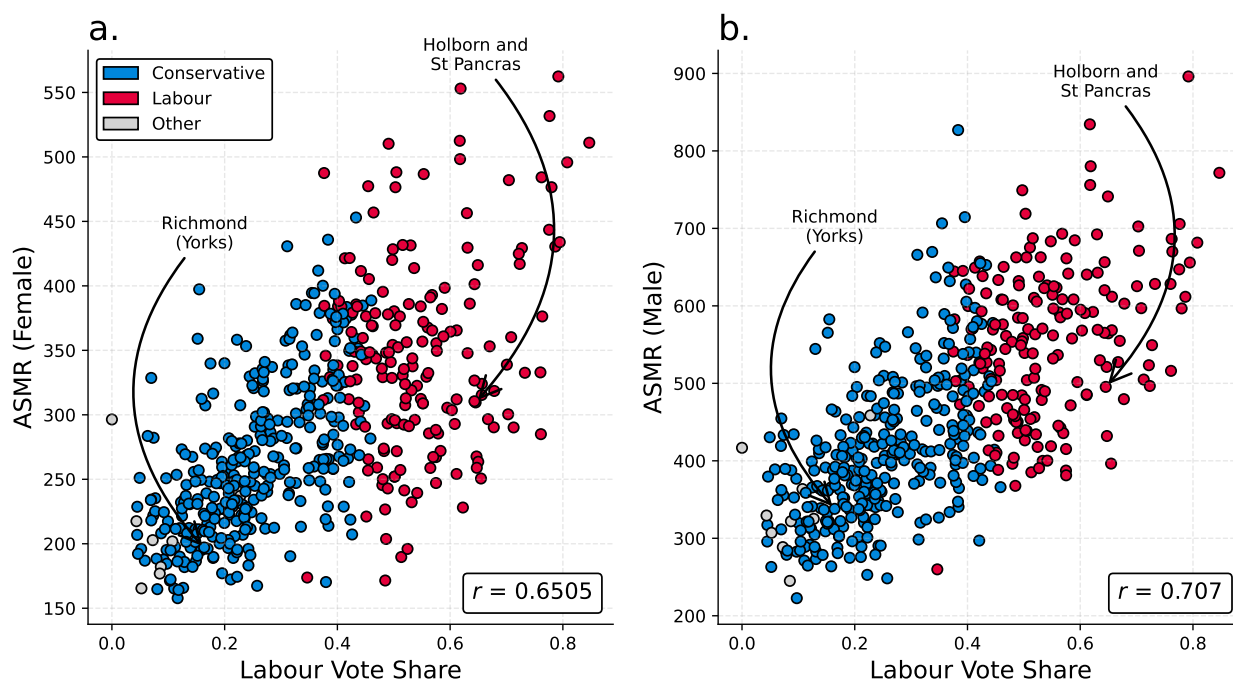 a.
Holborn and
St Pancras
Conservative
Labour
Other
Richmond
(Yorks)
ASMR (Female)
550
500
450
400
350
300
250
200
150
r = 0.6505
0.0 0.2 0.4 0.6 0.8
Labour Vote Share
b.
Holborn and
St Pancras
Richmond
(Yorks)
ASMR (Male)
900
800
700
600
500
400
300
200
r = 0.707
0.0 0.2 0.4 0.6 0.8
Labour Vote Share